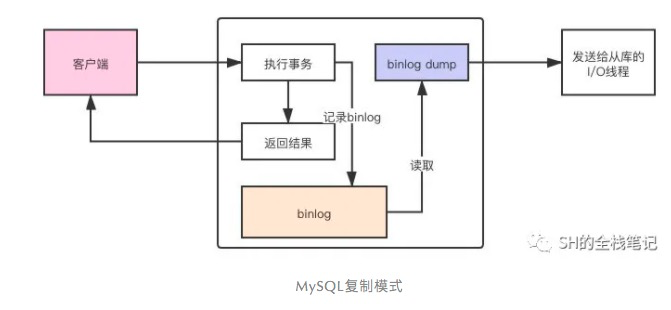 客户端
执行事务
binlog dump
发送给从库的
I/O线程
记录binlog
返回结果
读取
binlog
SH的全栈笔记
MySQL复制模式